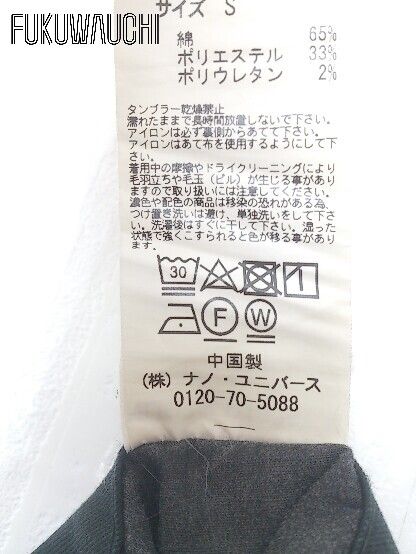 FUKUWAUCHI
サイズ S
綿 65%
ポリエステル 33%
ポリウレタン 2%
タンブラー乾燥禁止
濡れたままで長時間放置しないで下さい。
アイロンは必ず裏側からあてて下さい。
アイロンはあて布を使用するようにして下さい。
着用中の摩擦やドライクリーニングにより
毛羽立ちや毛玉(ピル)が生じる事があり
ますので取り扱いには注意してください。
濃色や配色の商品は移染の恐れがある為、
つけ置き洗いは避け、単独洗いをして下さ
い。洗濯後はすぐに干して下さい。湿った
状態で強くこすられると色が移る事があり
ます。
30
F W
中国製
(株) ナノ・ユニバース
0120-70-5088